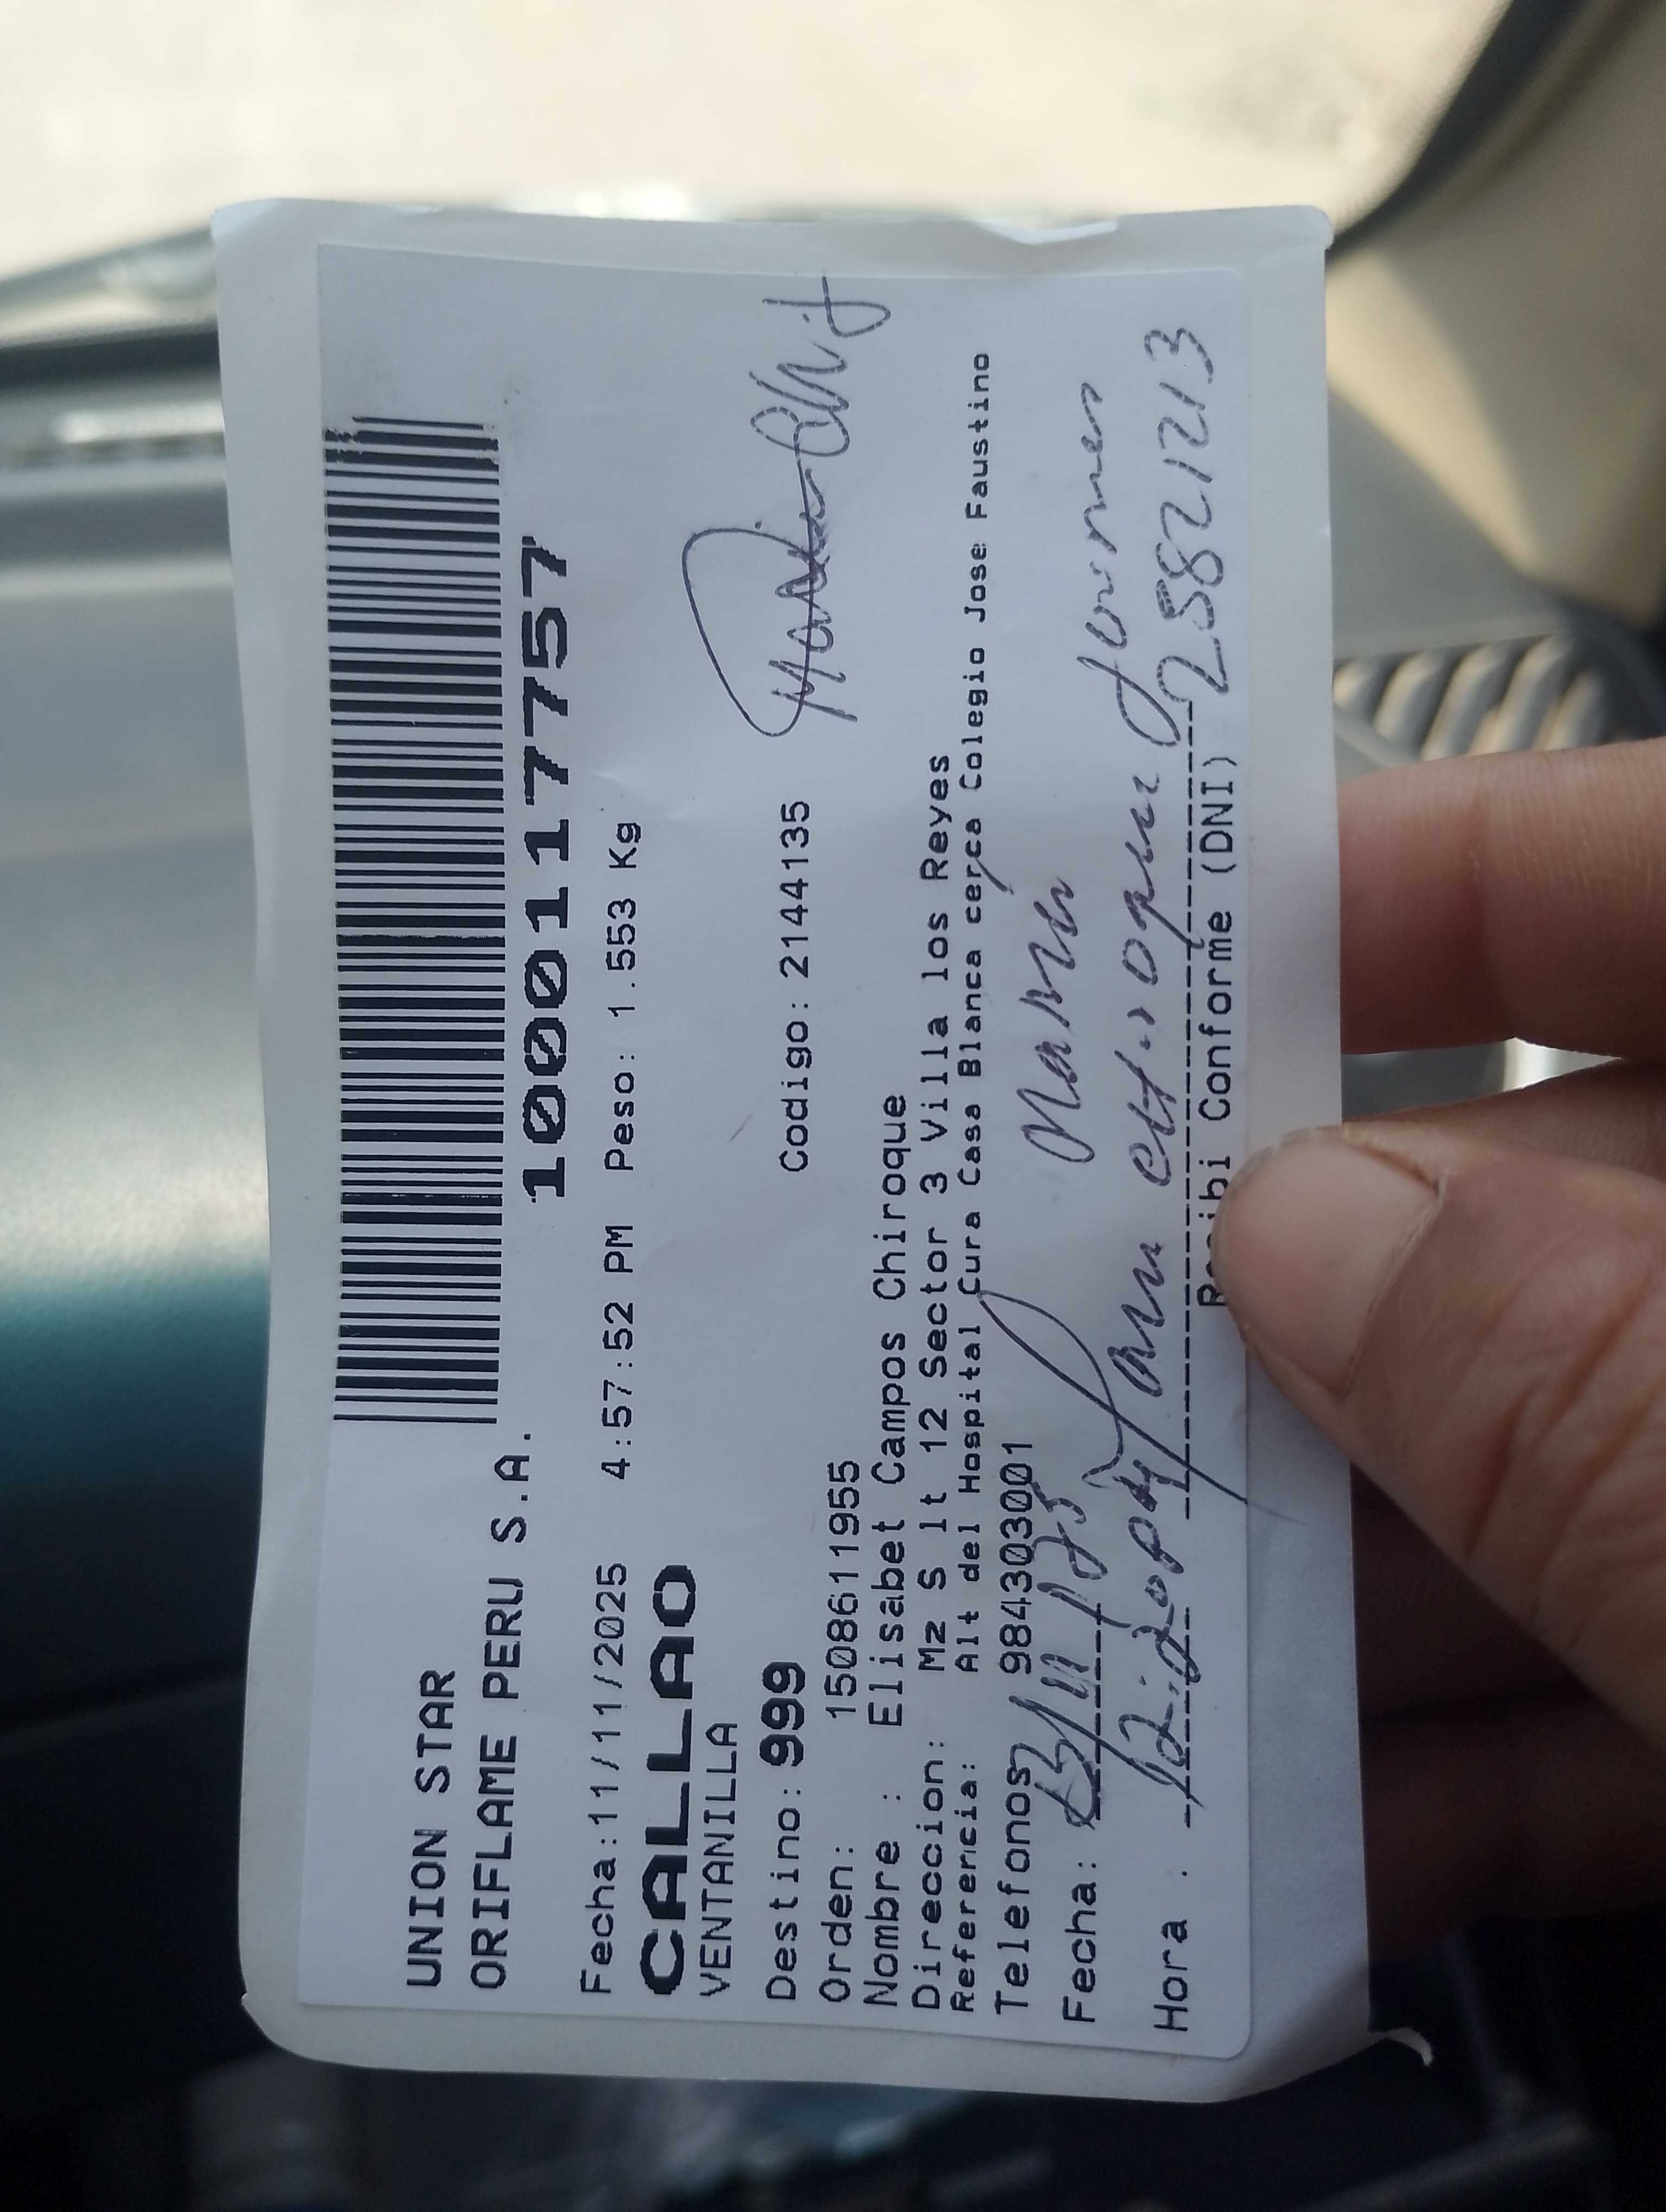 UNION STAR
ORIFLAME PERU S.A.
1000117757
Fecha:11/11/2025 4:57:52 PM Peso: 1.553 Kg
CALLAO
VENTANILLA
Destino: 999 Codigo: 2144135
Orden: 1508611955
Nombre : Elisabet Campos Chiroque
Direccion: Mz S lt 12 Sector 3 Villa los Reyes
Referencia: Alt del Hospital Cura Casa Blanca cerca Colegio Jose Faustino
Telefonos 984303001
Fecha:
Hora : 25821213
Recibi Conforme (DNI)